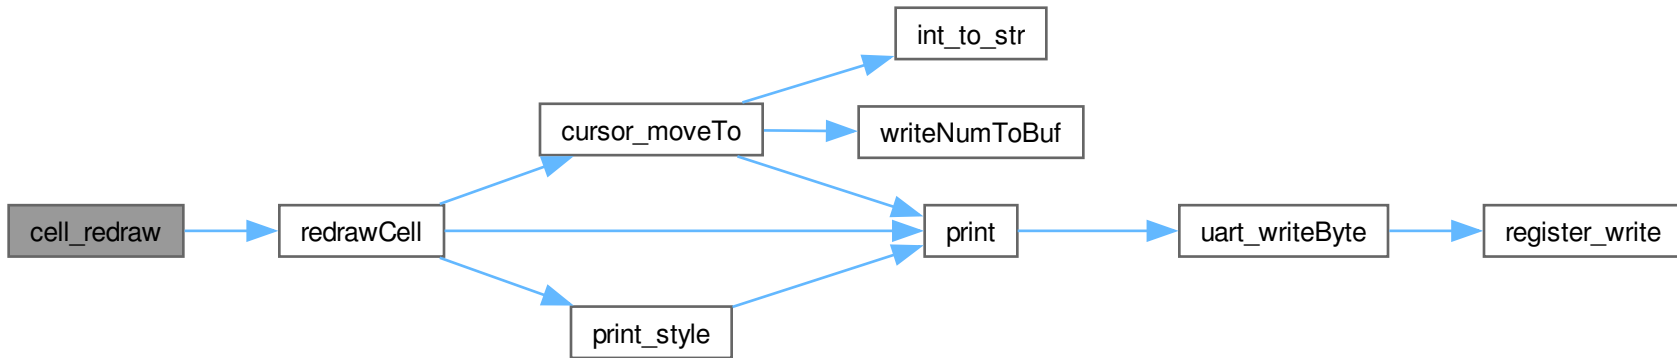 int_to_str
cursor_moveTo
writeNumToBuf
cell_redraw
redrawCell
print
uart_writeByte
register_write
print_style